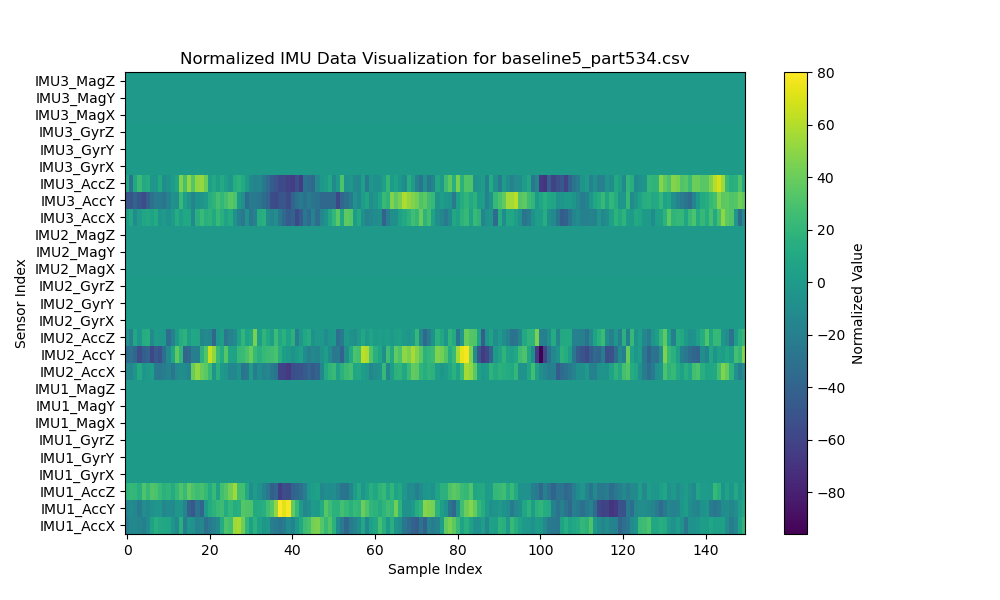 Normalized IMU Data Visualization for baseline5_part534.csv
IMU3_MagZ
IMU3_MagY
IMU3_MagX
IMU3_GyrZ
IMU3_GyrY
IMU3_GyrX
IMU3_AccZ
IMU3_AccY
IMU3_AccX
IMU2_MagZ
IMU2_MagY
IMU2_MagX
IMU2_GyrZ
IMU2_GyrY
IMU2_GyrX
IMU2_AccZ
IMU2_AccY
IMU2_AccX
IMU1_MagZ
IMU1_MagY
IMU1_MagX
IMU1_GyrZ
IMU1_GyrY
IMU1_GyrX
IMU1_AccZ
IMU1_AccY
IMU1_AccX
Sensor Index
0 20 40 60 80 100 120 140
Sample Index
80
60
40
20
0
−20
−40
−60
−80
Normalized Value